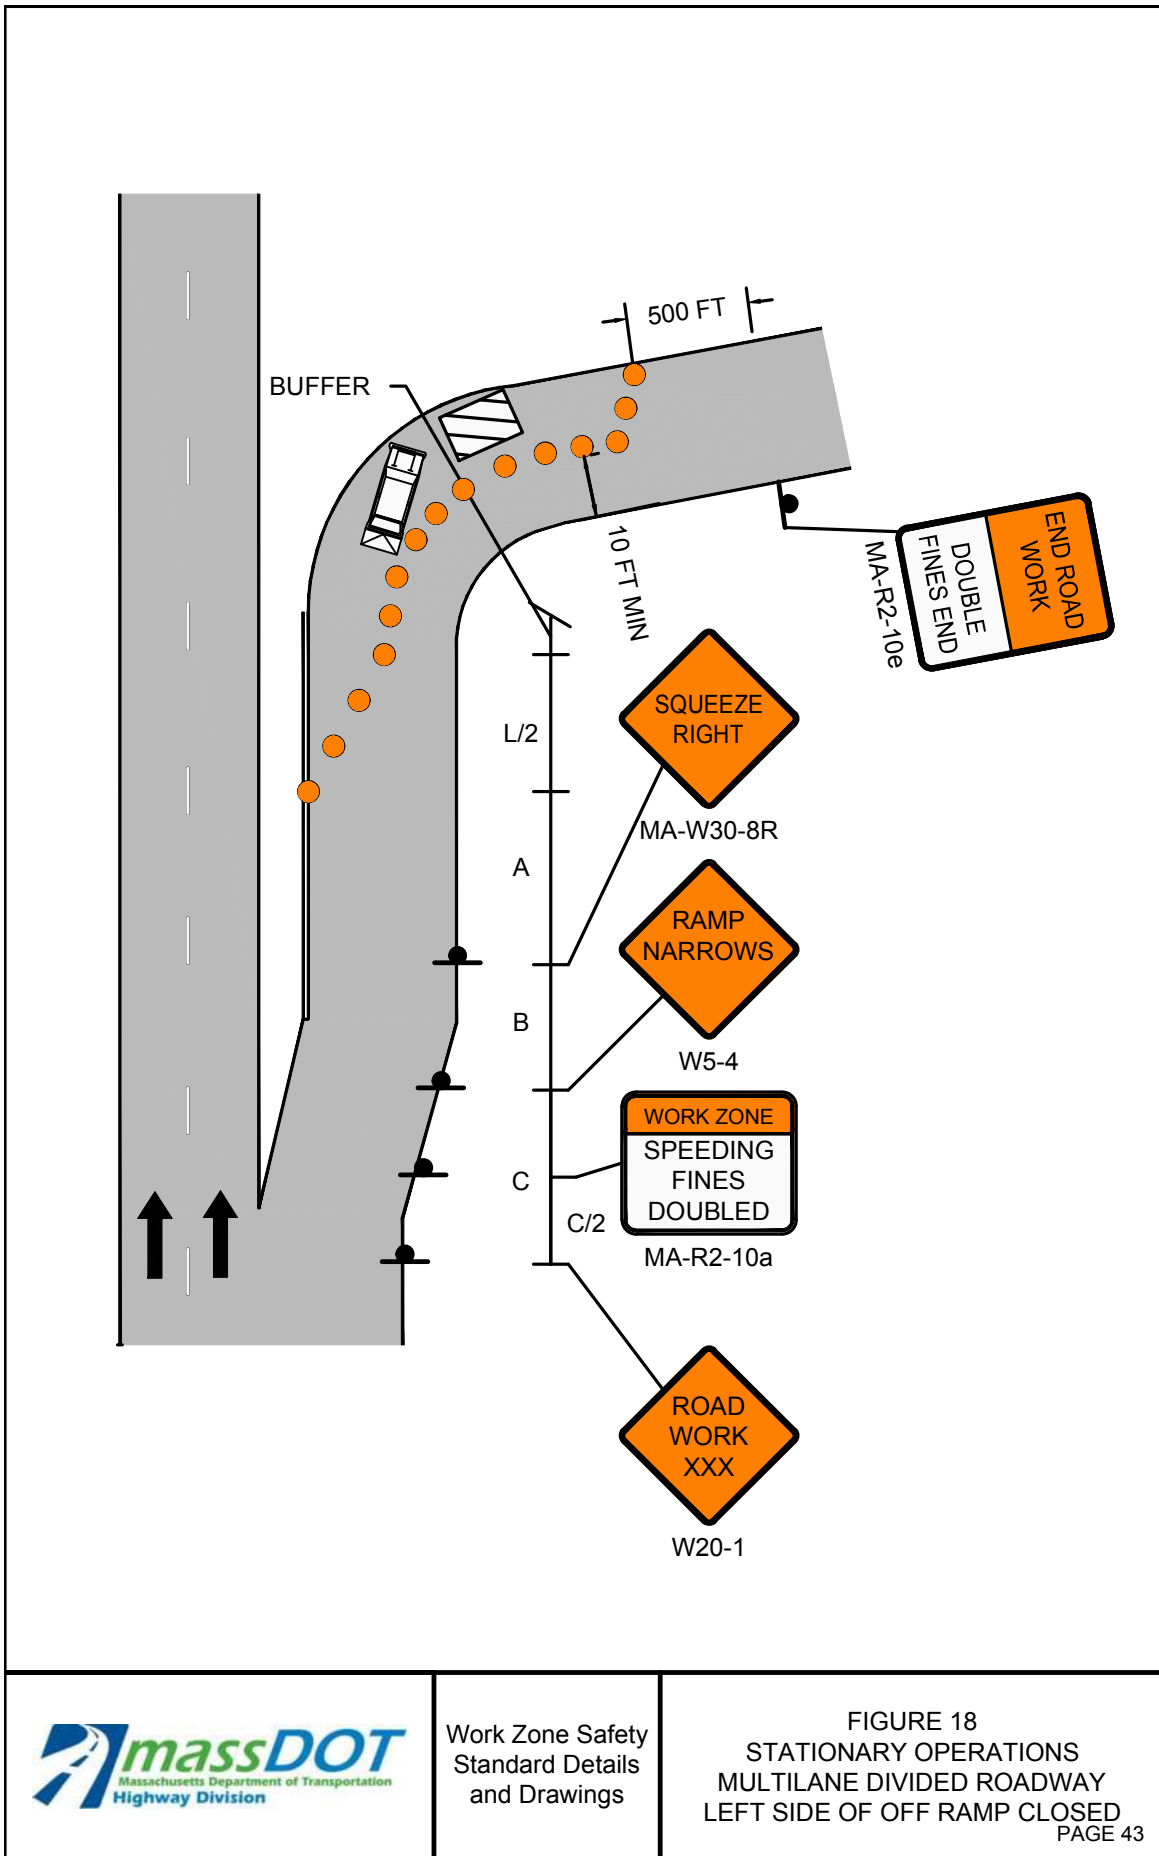 500 FT
BUFFER
10 FT MIN
END ROAD
WORK
DOUBLE
FINES END
MA-R2-10e
L/2
SQUEEZE
RIGHT
MA-W30-8R
A
RAMP
NARROWS
W5-4
B
WORK ZONE
SPEEDING
FINES
DOUBLED
MA-R2-10a
C
C/2
ROAD
WORK
XXX
W20-1
massDOT
Massachusetts Department of Transportation
Highway Division
Work Zone Safety
Standard Details
and Drawings
FIGURE 18
STATIONARY OPERATIONS
MULTILANE DIVIDED ROADWAY
LEFT SIDE OF OFF RAMP CLOSED
PAGE 43